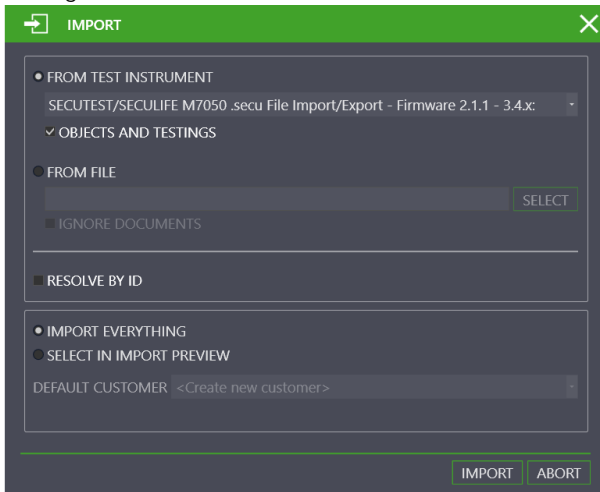 IMPORT
FROM TEST INSTRUMENT
SECUTEST/SECULIFE M7050 .secu File Import/Export - Firmware 2.1.1 - 3.4.x:
OBJECTS AND TESTINGS
FROM FILE
SELECT
IGNORE DOCUMENTS
RESOLVE BY ID
IMPORT EVERYTHING
SELECT IN IMPORT PREVIEW
DEFAULT CUSTOMER <Create new customer>
IMPORT ABORT